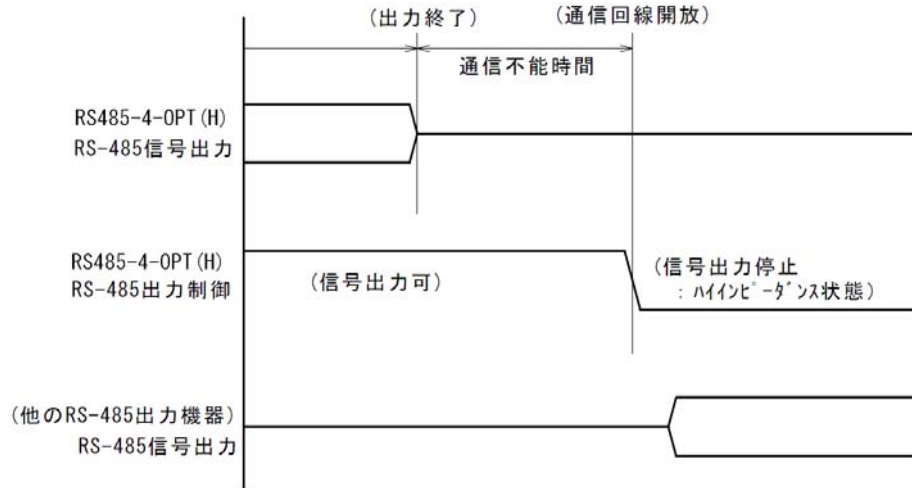 (出力終了)
(通信回線開放)
通信不能時間
RS485-4-OPT(H)
RS-485信号出力
RS485-4-OPT(H)
RS-485出力制御
(信号出力可)
(信号出力停止
:ハイインピーダンス状態)
(他のRS-485出力機器)
RS-485信号出力